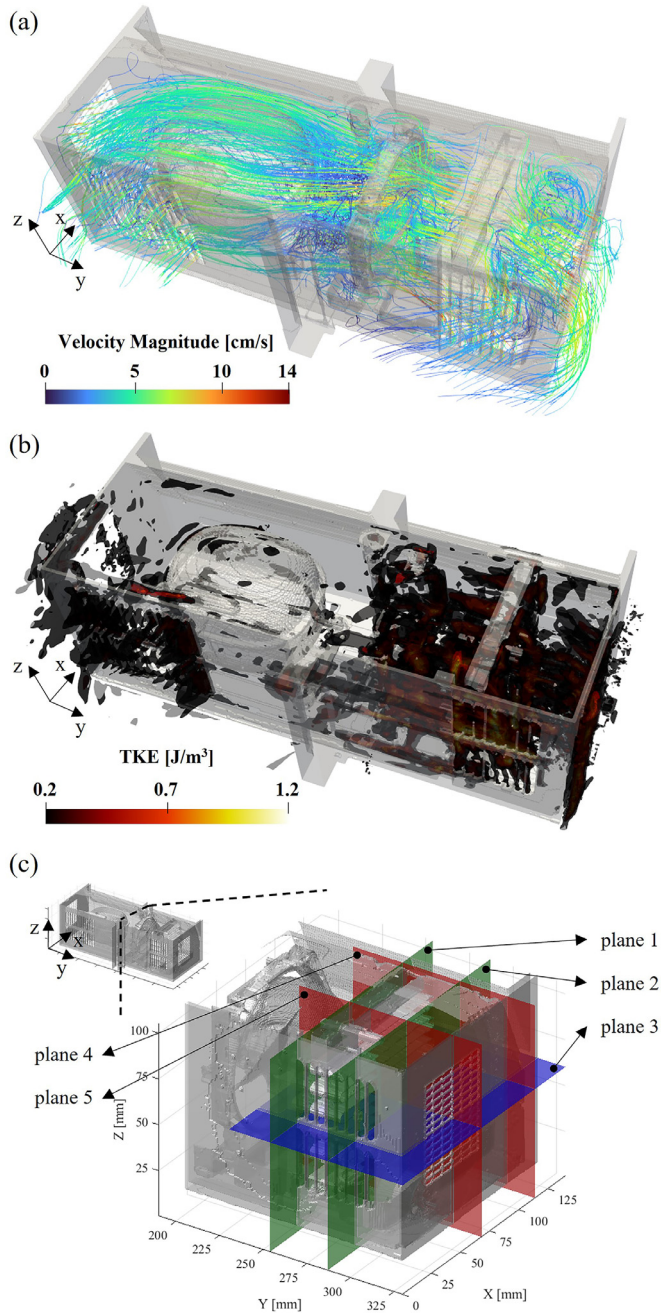 (a)
z
x
y
Velocity Magnitude [cm/s]
0 5 10 14
(b)
z
x
y
TKE [J/m³]
0.2 0.7 1.2
(c)
z
x
y
plane 1
plane 2
plane 3
plane 4
plane 5
100
75
50
25
Z [mm]
200 225 250 275 300 325
Y [mm]
0 25 50 75 100 125
X [mm]